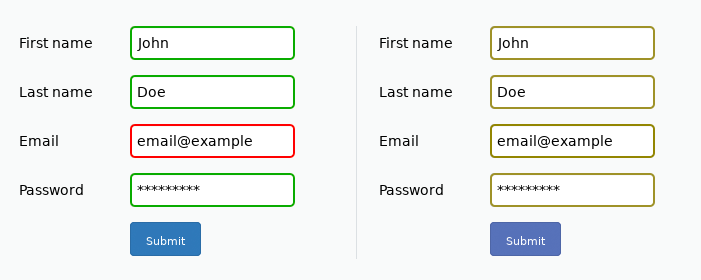 First name John
Last name Doe
Email email@example
Password *********
Submit
First name John
Last name Doe
Email email@example
Password *********
Submit